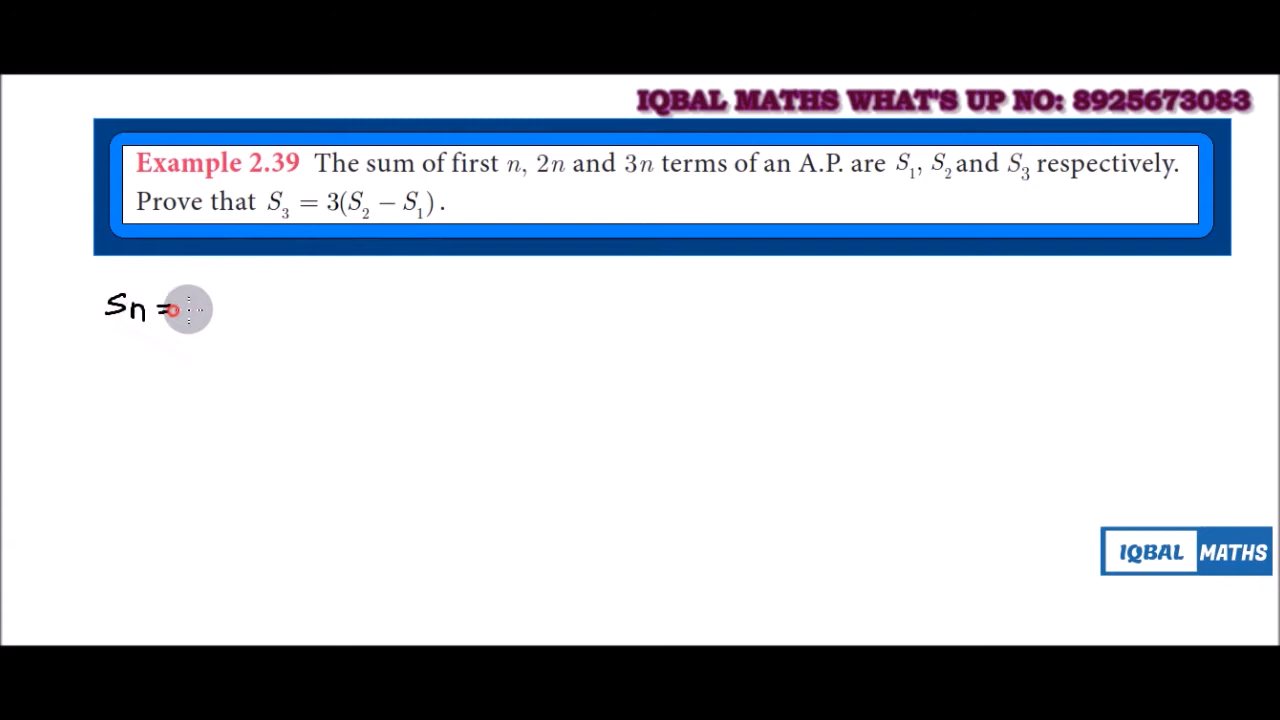 IQBAL MATHS WHAT'S UP NO: 8925673083
Example 2.39 The sum of first n, 2n and 3n terms of an A.P. are S₁, S₂ and S₃ respectively.
Prove that S₃ = 3(S₂ − S₁).
Sn =
IQBAL MATHS